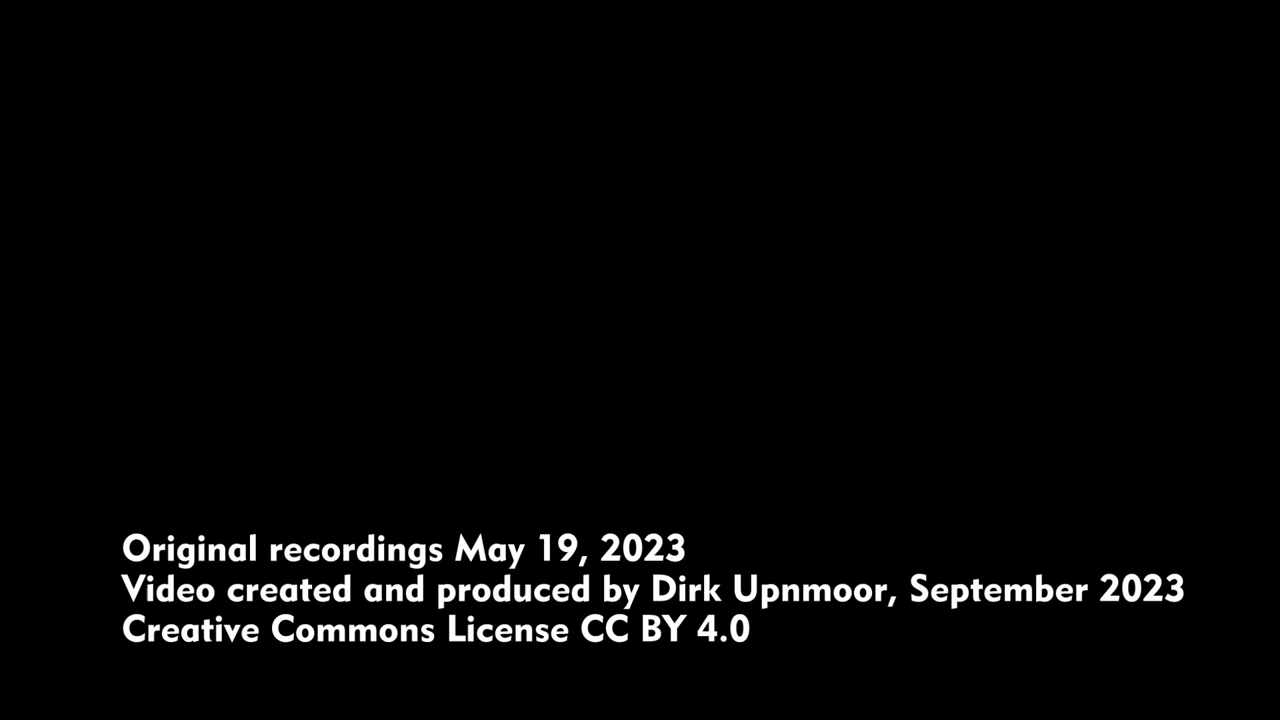 Original recordings May 19, 2023
Video created and produced by Dirk Upnmoor, September 2023
Creative Commons License CC BY 4.0